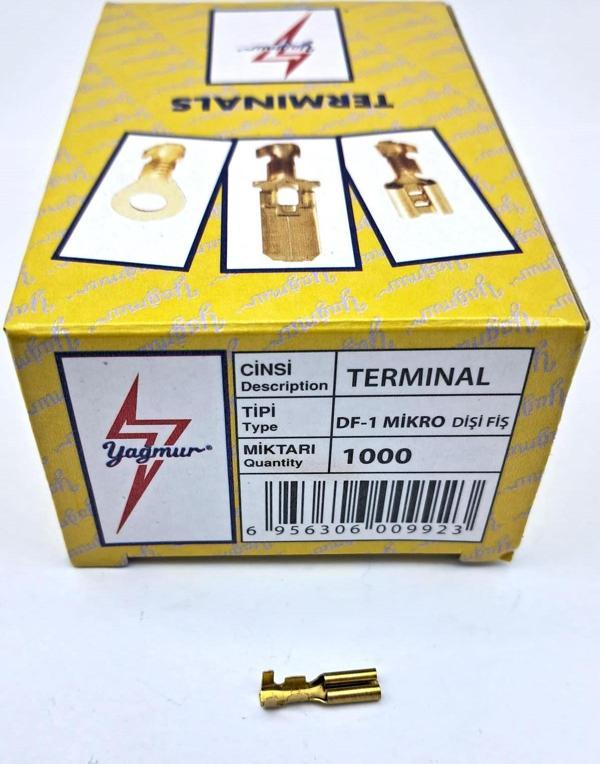 Yağmur
TERMINALS
CİNSİ
Description
TERMINAL
TİPİ
Type
DF-1 MİKRO DİŞİ FİŞ
MİKTARI
Quantity
1000
Yağmur®
6 956306 009923